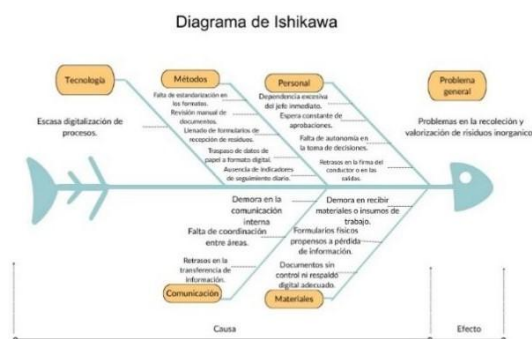 Diagrama de Ishikawa
Tecnología
Métodos
Personal
Problema
general
Escasa digitalización de
procesos.
Falta de estandarización en
los formatos.
Revisión manual de
documentos.
Llenado de formularios de
recepción de residuos.
Traspaso de datos de
papel a formato digital.
Ausencia de indicadores
de seguimiento diario.
Dependencia excesiva
del jefe inmediato.
Espera constante de
aprobaciones.
Falta de autonomía en
la toma de decisiones.
Retrasos en la firma del
conductor o en las
salidas.
Problemas en la recoleción y
valorización de risiduos inorganico
Demora en la
comunicación
interna
Falta de coordinación
entre áreas.
Retrasos en la
transferencia de
información.
Comunicación
Demora en recibir
materiales o insumos de
trabajo.
Formularios físicos
propensos a pérdida
de información.
Documentos sin
control ni respaldo
digital adecuado.
Materiales
Causa
Efecto